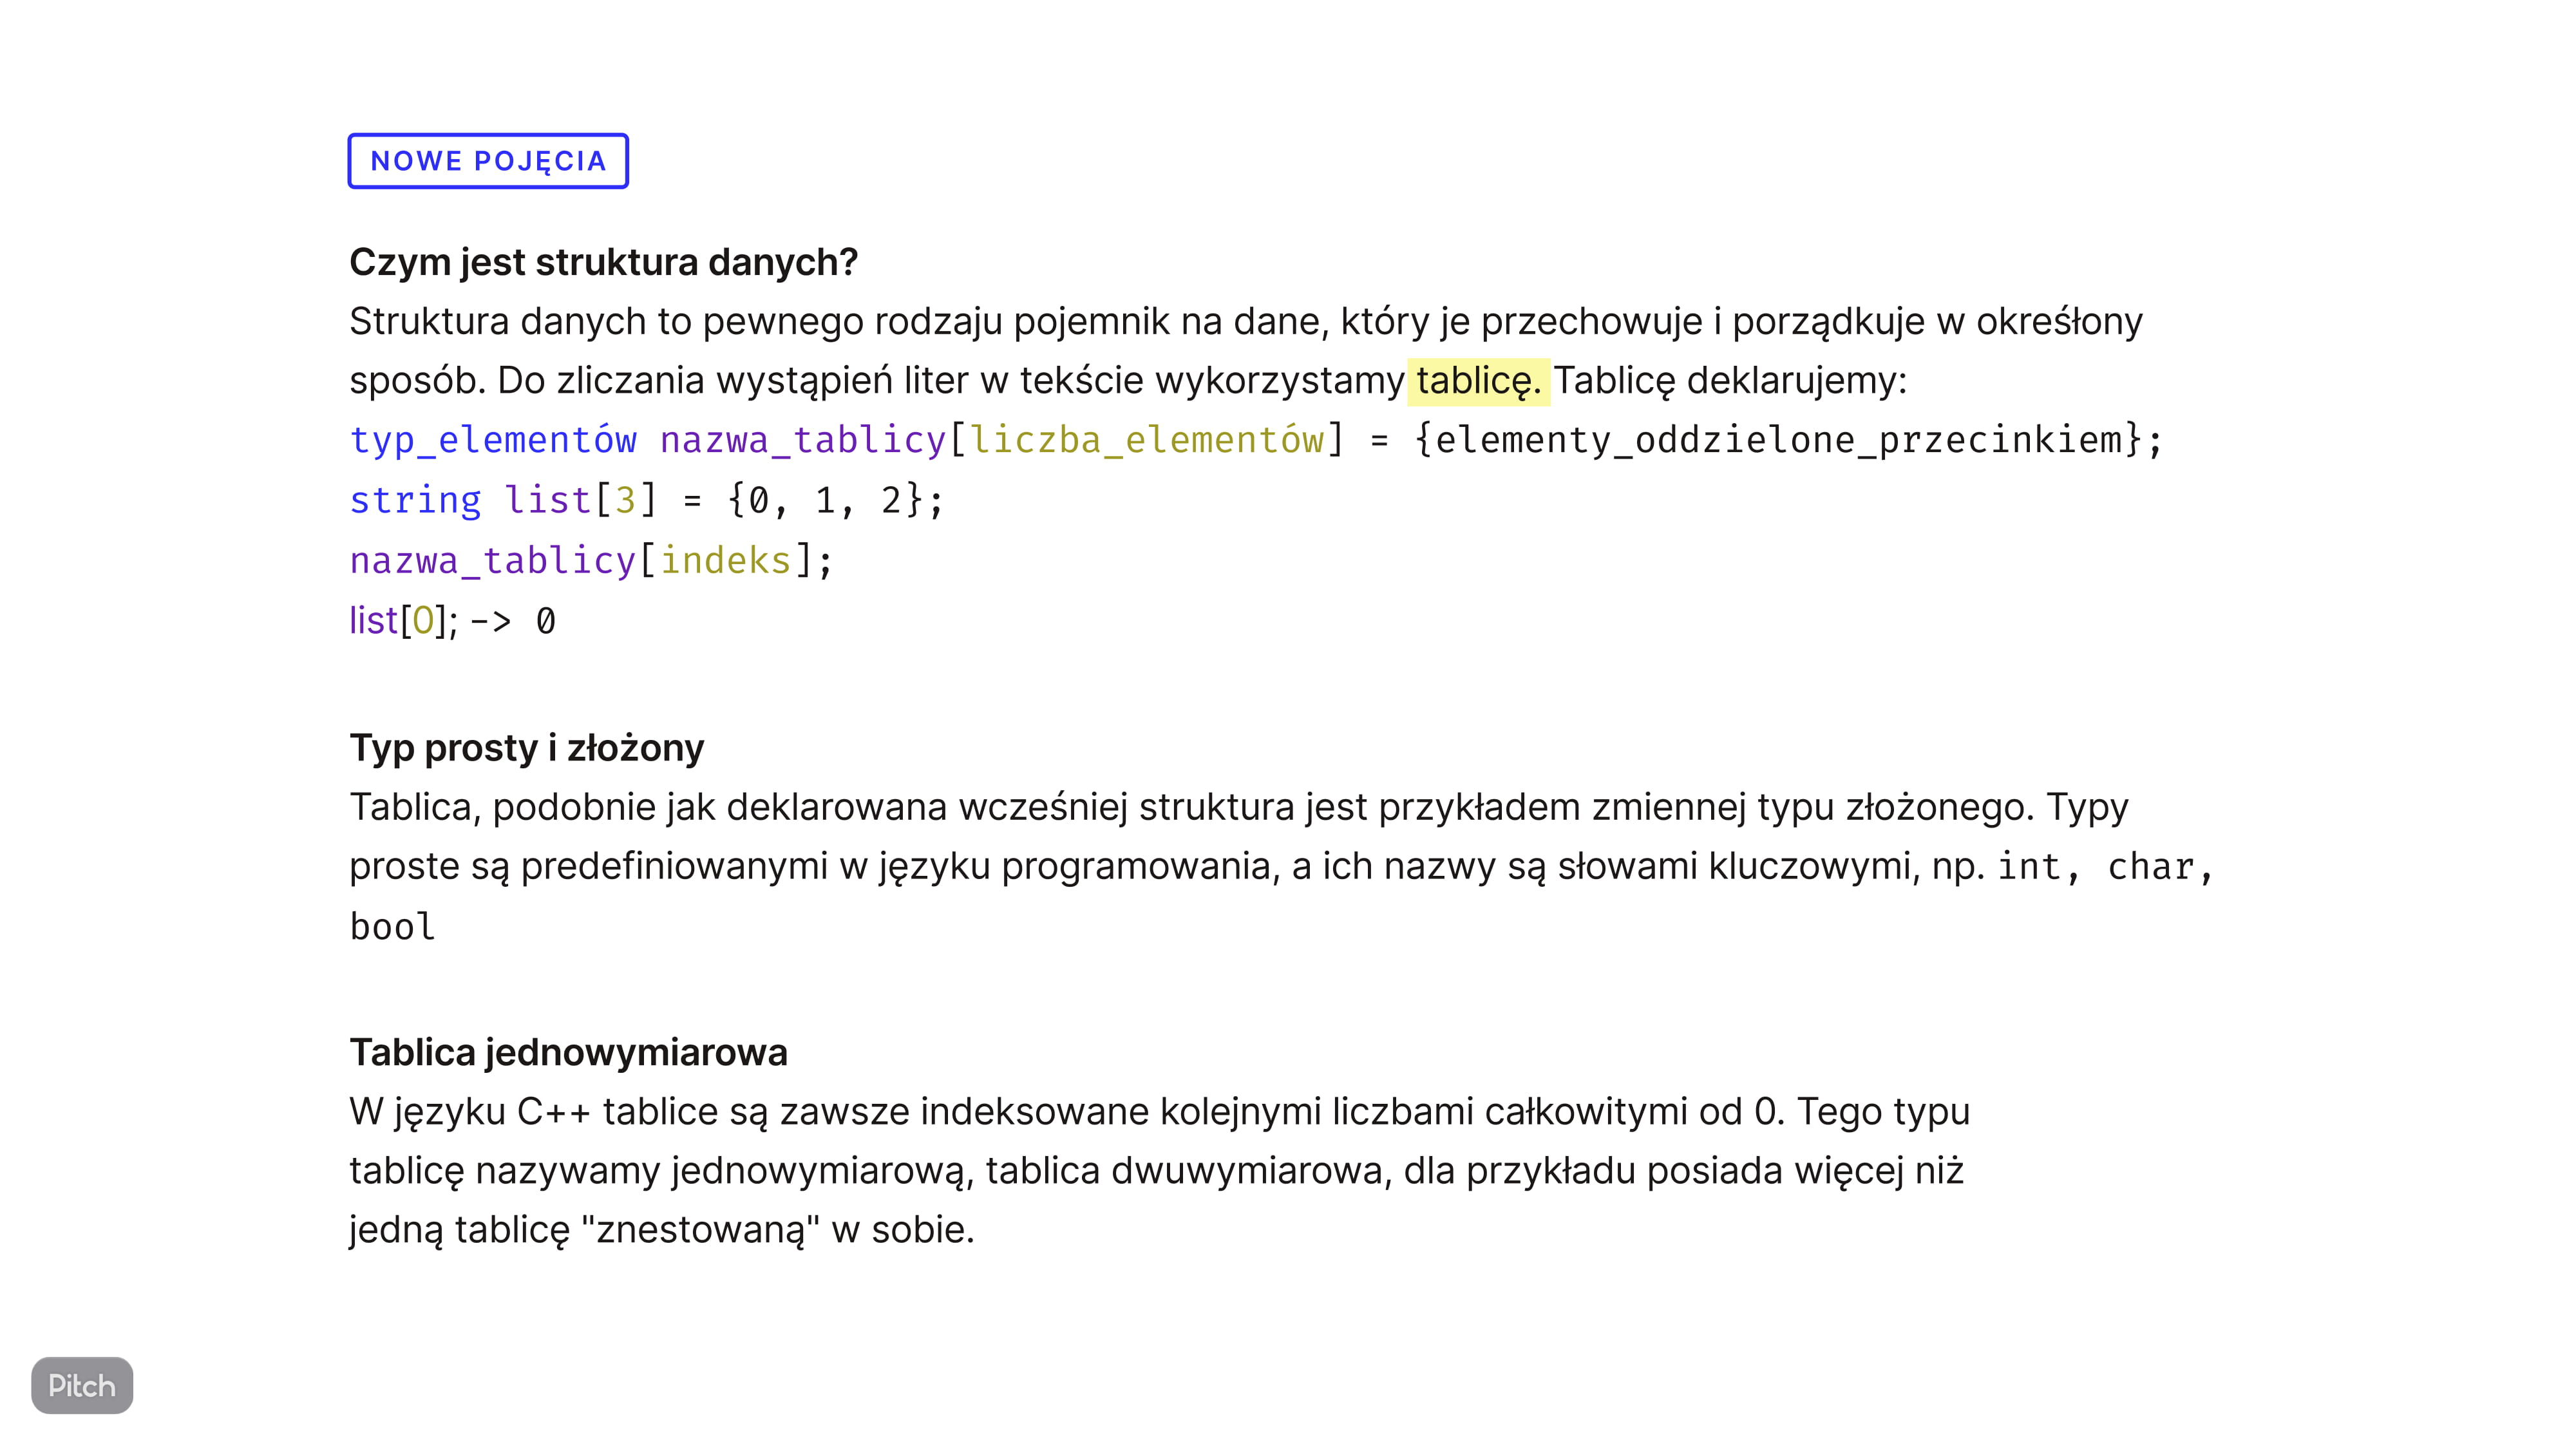 NOWE POJĘCIA
Czym jest struktura danych?
Struktura danych to pewnego rodzaju pojemnik na dane, który je przechowuje i porządkuje w okreśłony
sposób. Do zliczania wystąpień liter w tekście wykorzystamy tablicę. Tablicę deklarujemy:
typ_elementów nazwa_tablicy[liczba_elementów] = {elementy_oddzielone_przecinkiem};
string list[3] = {0, 1, 2};
nazwa_tablicy[indeks];
list[0]; -> 0
Typ prosty i złożony
Tablica, podobnie jak deklarowana wcześniej struktura jest przykładem zmiennej typu złożonego. Typy
proste są predefiniowanymi w języku programowania, a ich nazwy są słowami kluczowymi, np. int, char,
bool
Tablica jednowymiarowa
W języku C++ tablice są zawsze indeksowane kolejnymi liczbami całkowitymi od 0. Tego typu
tablicę nazywamy jednowymiarową, tablica dwuwymiarowa, dla przykładu posiada więcej niż
jedną tablicę "znestowaną" w sobie.
Pitch